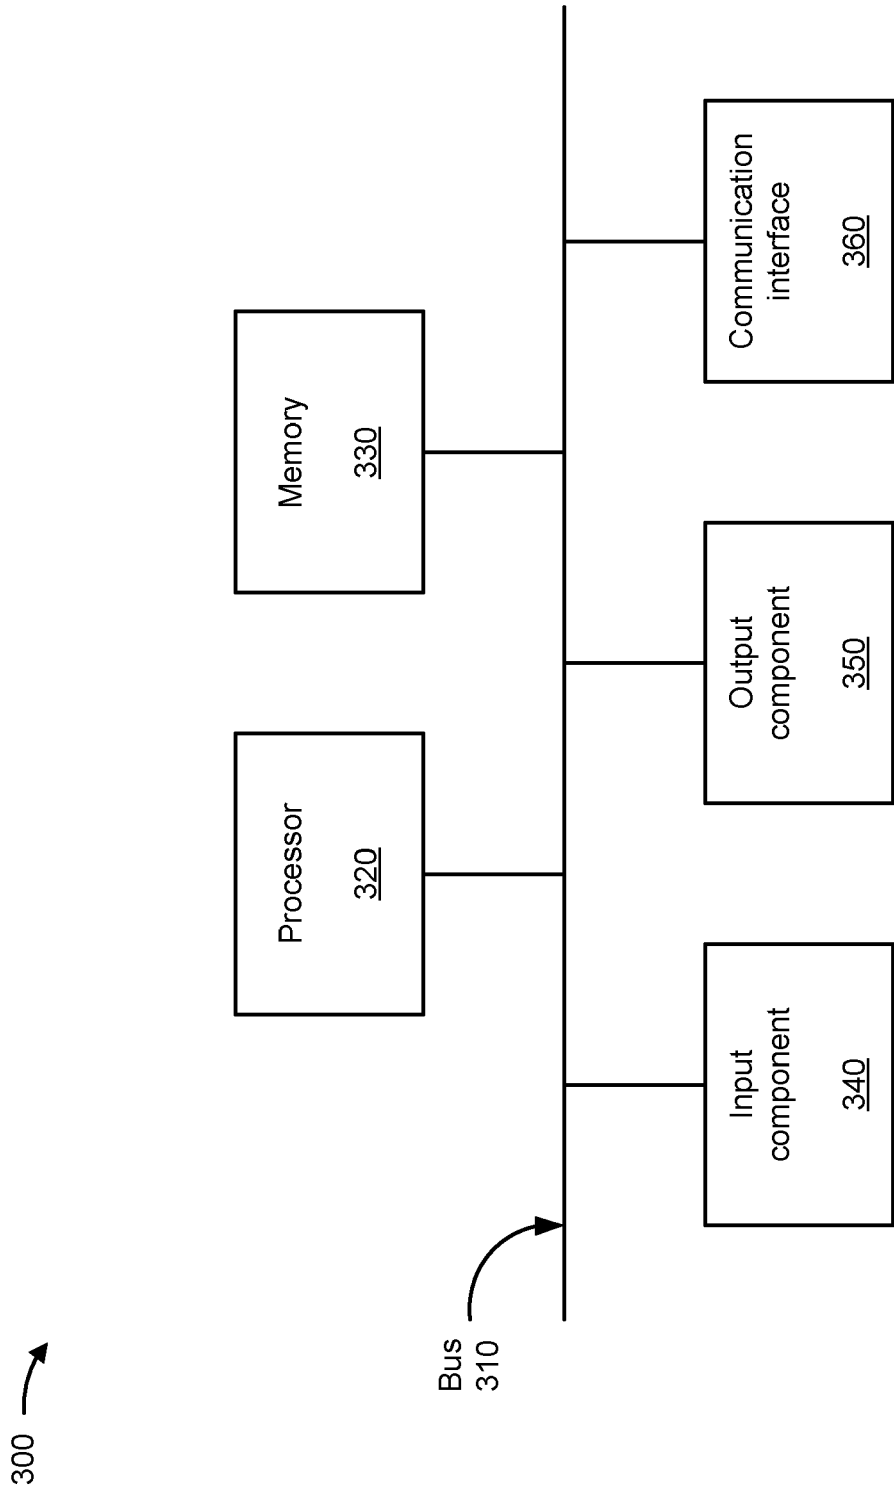 300
Bus
310
Processor
320
Memory
330
Input
component
340
Output
component
350
Communication
interface
360